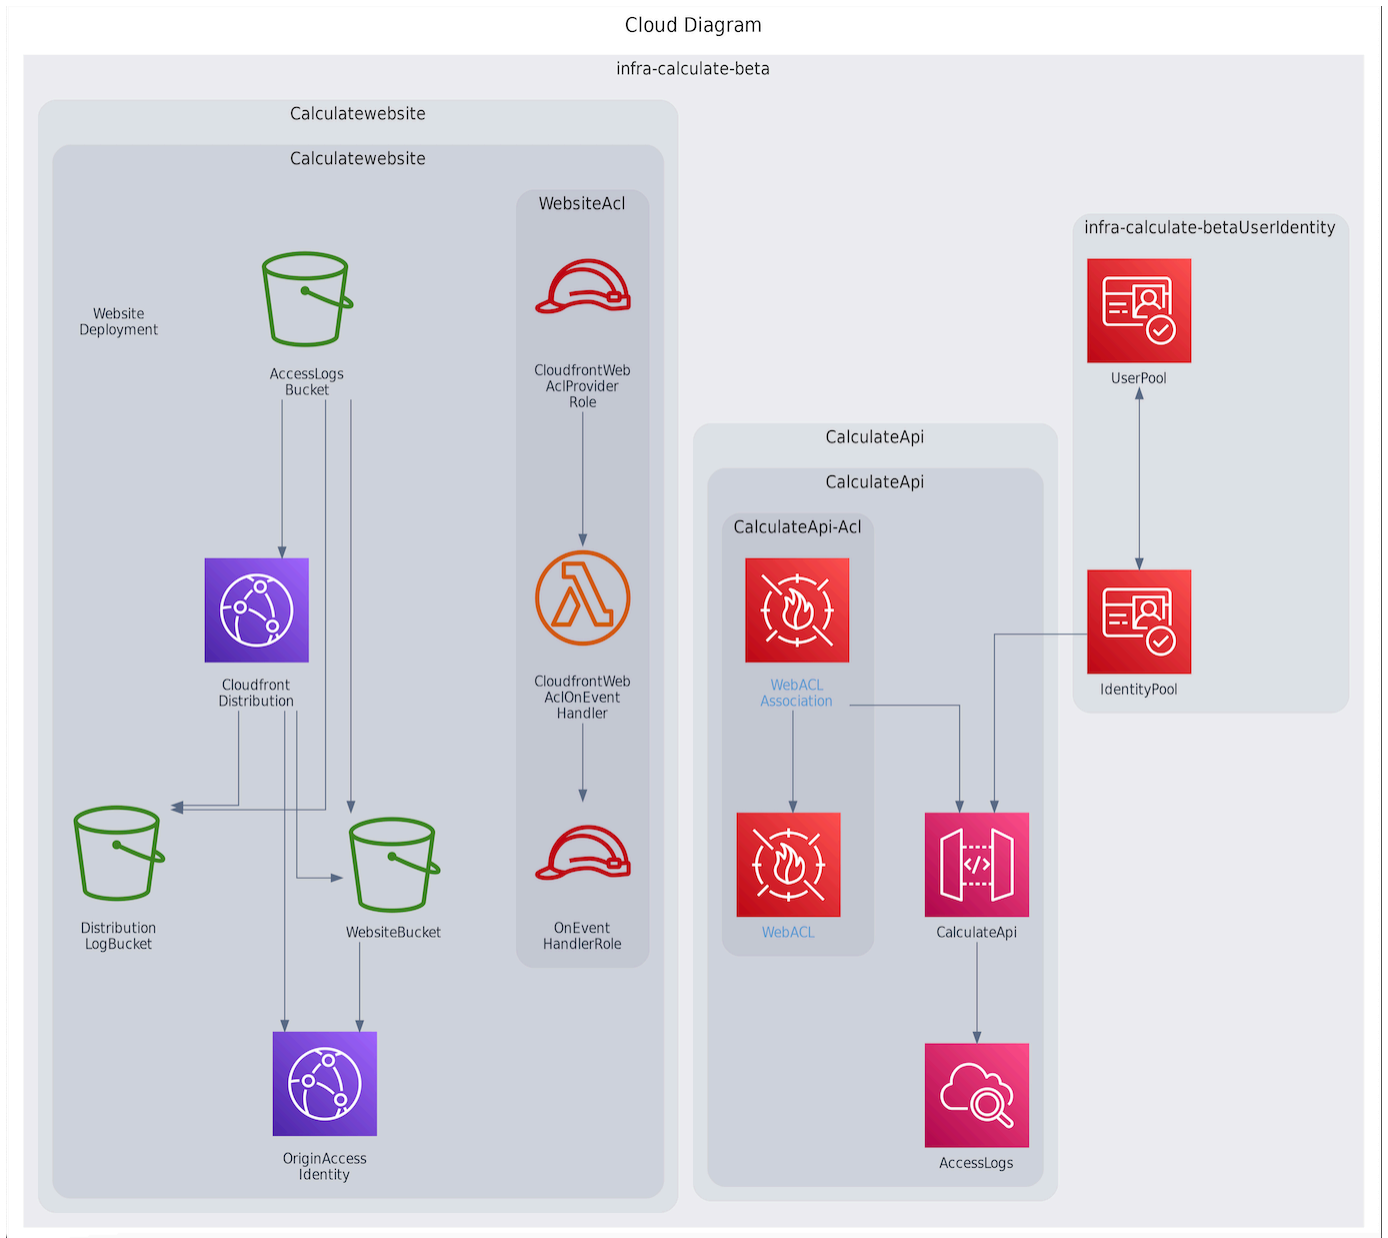 Cloud Diagram
infra-calculate-beta
Calculatewebsite
Calculatewebsite
WebsiteAcl
Website
Deployment
AccessLogs
Bucket
CloudfrontWeb
AclProvider
Role
Cloudfront
Distribution
CloudfrontWeb
AclOnEvent
Handler
Distribution
LogBucket
WebsiteBucket
OnEvent
HandlerRole
OriginAccess
Identity
CalculateApi
CalculateApi
CalculateApi-Acl
WebACL
Association
WebACL
CalculateApi
AccessLogs
infra-calculate-betaUserIdentity
UserPool
IdentityPool